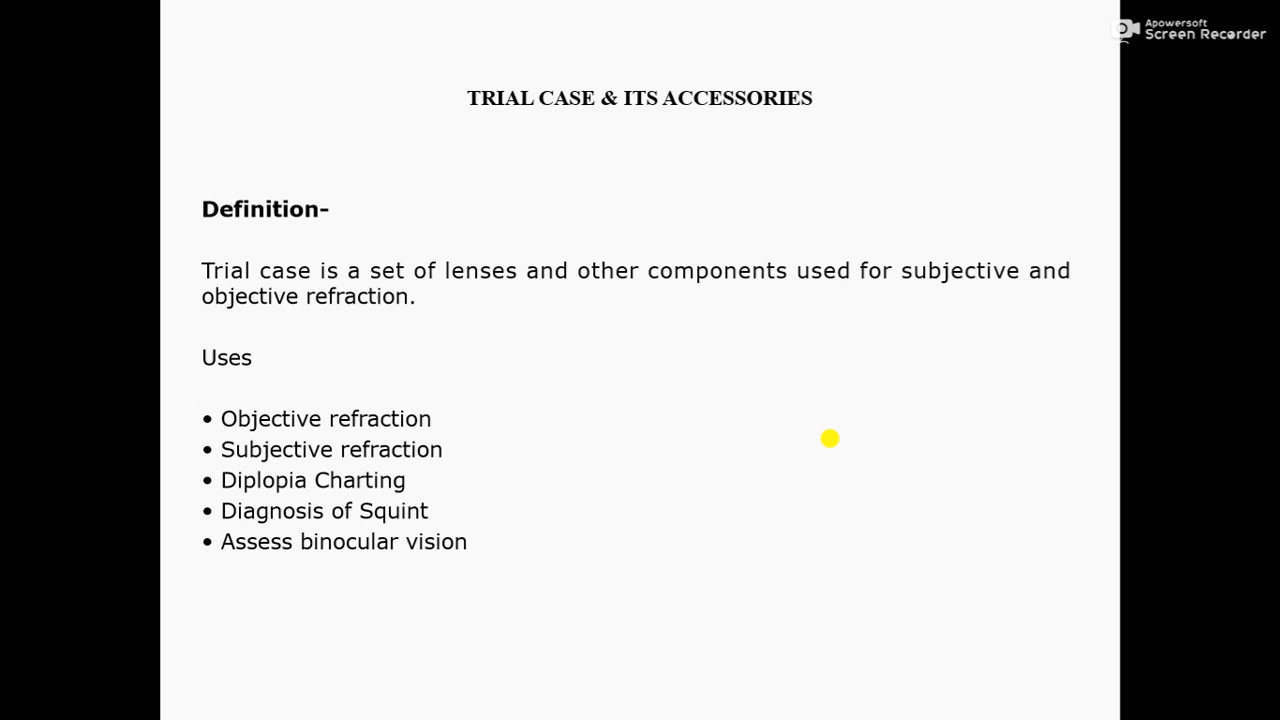 Apowersoft
Screen Recorder
TRIAL CASE & ITS ACCESSORIES
Definition–
Trial case is a set of lenses and other components used for subjective and
objective refraction.
Uses
• Objective refraction
• Subjective refraction
• Diplopia Charting
• Diagnosis of Squint
• Assess binocular vision